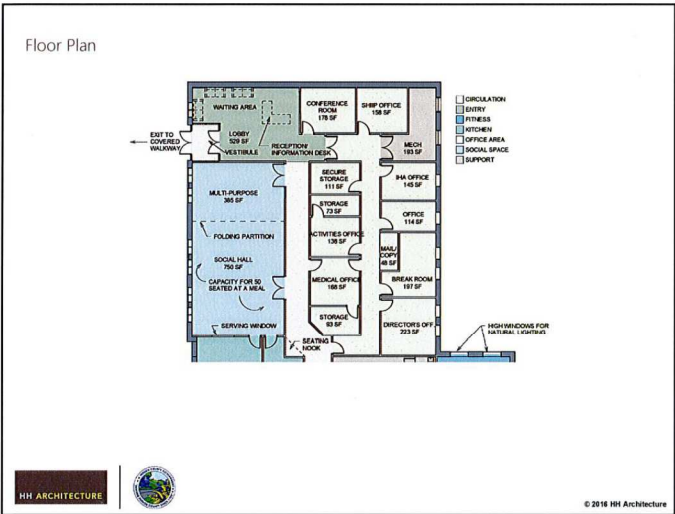 Floor Plan
WAITING AREA
CONFERENCE
ROOM
178 SF
SHIIP OFFICE
158 SF
CIRCULATION
ENTRY
FITNESS
KITCHEN
OFFICE AREA
SOCIAL SPACE
SUPPORT
EXIT TO
COVERED
WALKWAY
LOBBY
529 SF
VESTIBULE
RECEPTION/
INFORMATION DESK
MECH
193 SF
MULTI-PURPOSE
385 SF
SECURE
STORAGE
111 SF
IHA OFFICE
145 SF
STORAGE
73 SF
OFFICE
114 SF
FOLDING PARTITION
ACTIVITIES OFFICE
138 SF
MAIL/
COPY
48 SF
SOCIAL HALL
750 SF
CAPACITY FOR 50
SEATED AT A MEAL
MEDICAL OFFICE
168 SF
BREAK ROOM
197 SF
STORAGE
93 SF
SERVING WINDOW
DIRECTOR'S OFF.
223 SF
SEATING
NOOK
HIGH WINDOWS FOR
NATURAL LIGHTING
HH ARCHITECTURE
© 2016 HH Architecture